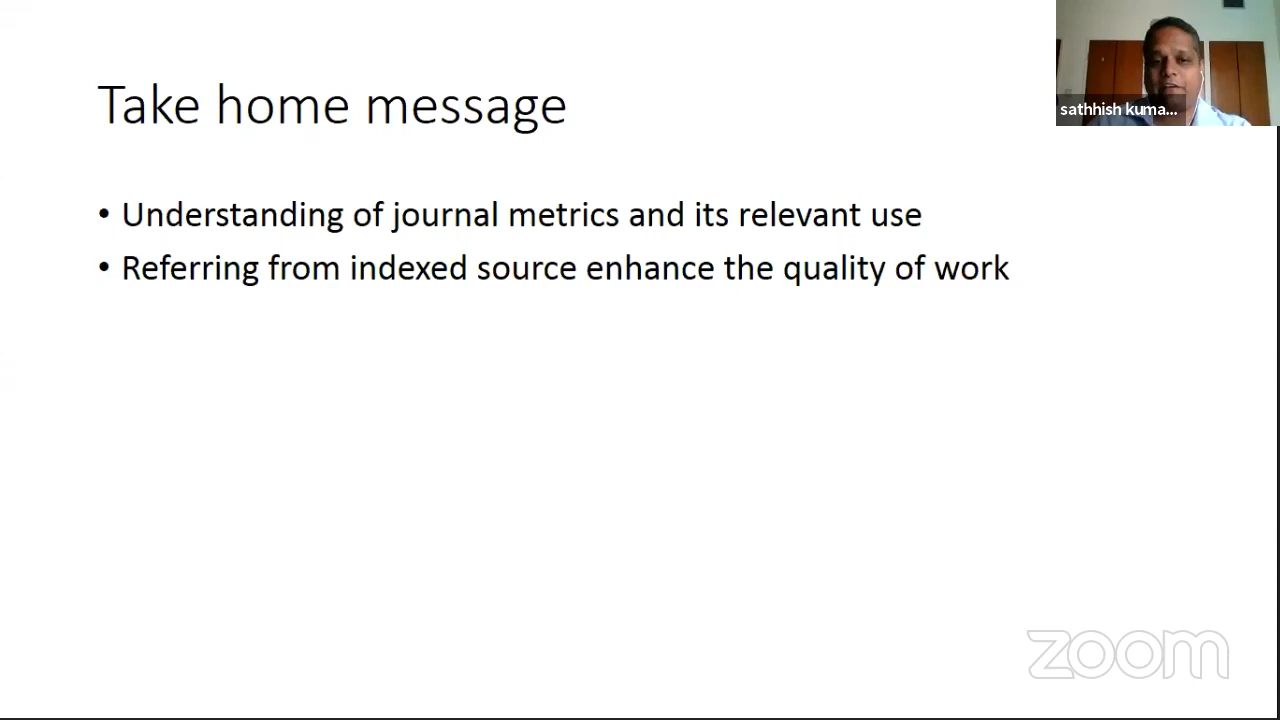 Take home message
sathhish kuma...
• Understanding of journal metrics and its relevant use
• Referring from indexed source enhance the quality of work
zoom